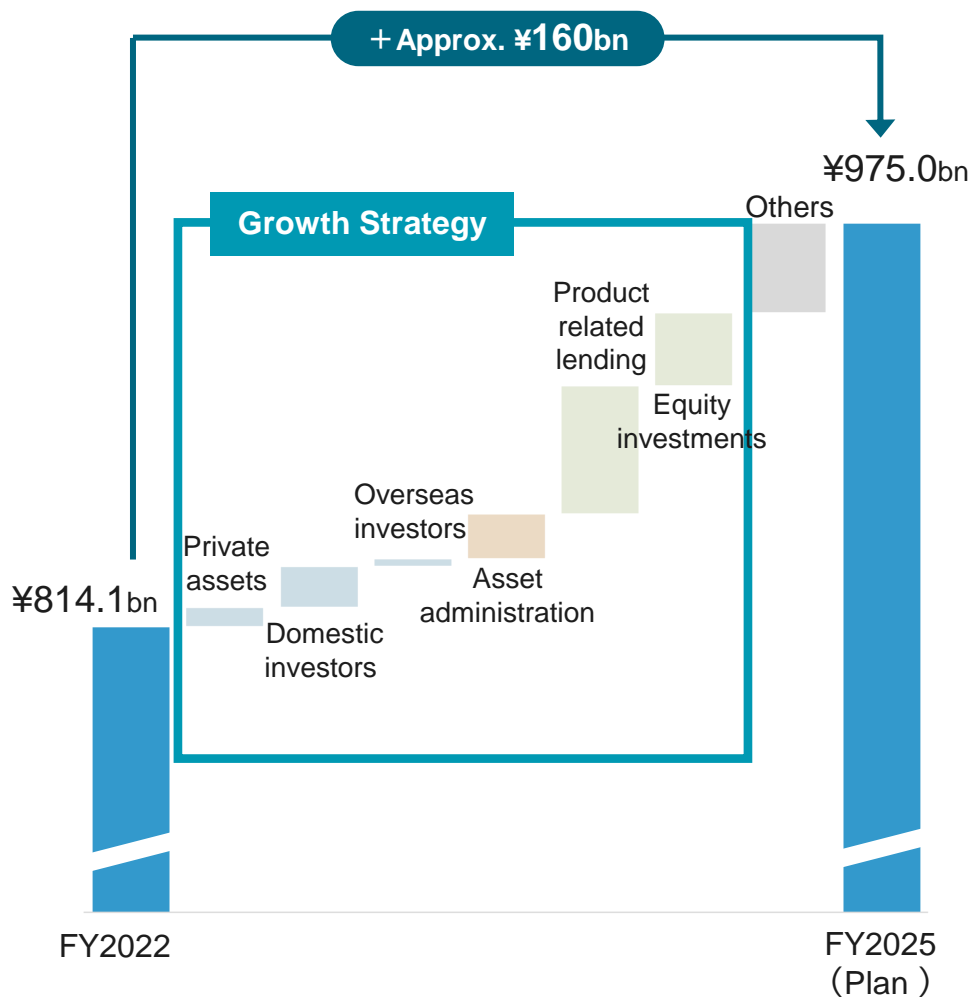 ＋Approx. ¥160bn
¥975.0bn
Others
Growth Strategy
Product
related
lending
Equity
investments
Overseas
investors
Private
assets
Asset
administration
¥814.1bn
Domestic
investors
FY2022
FY2025
（Plan ）